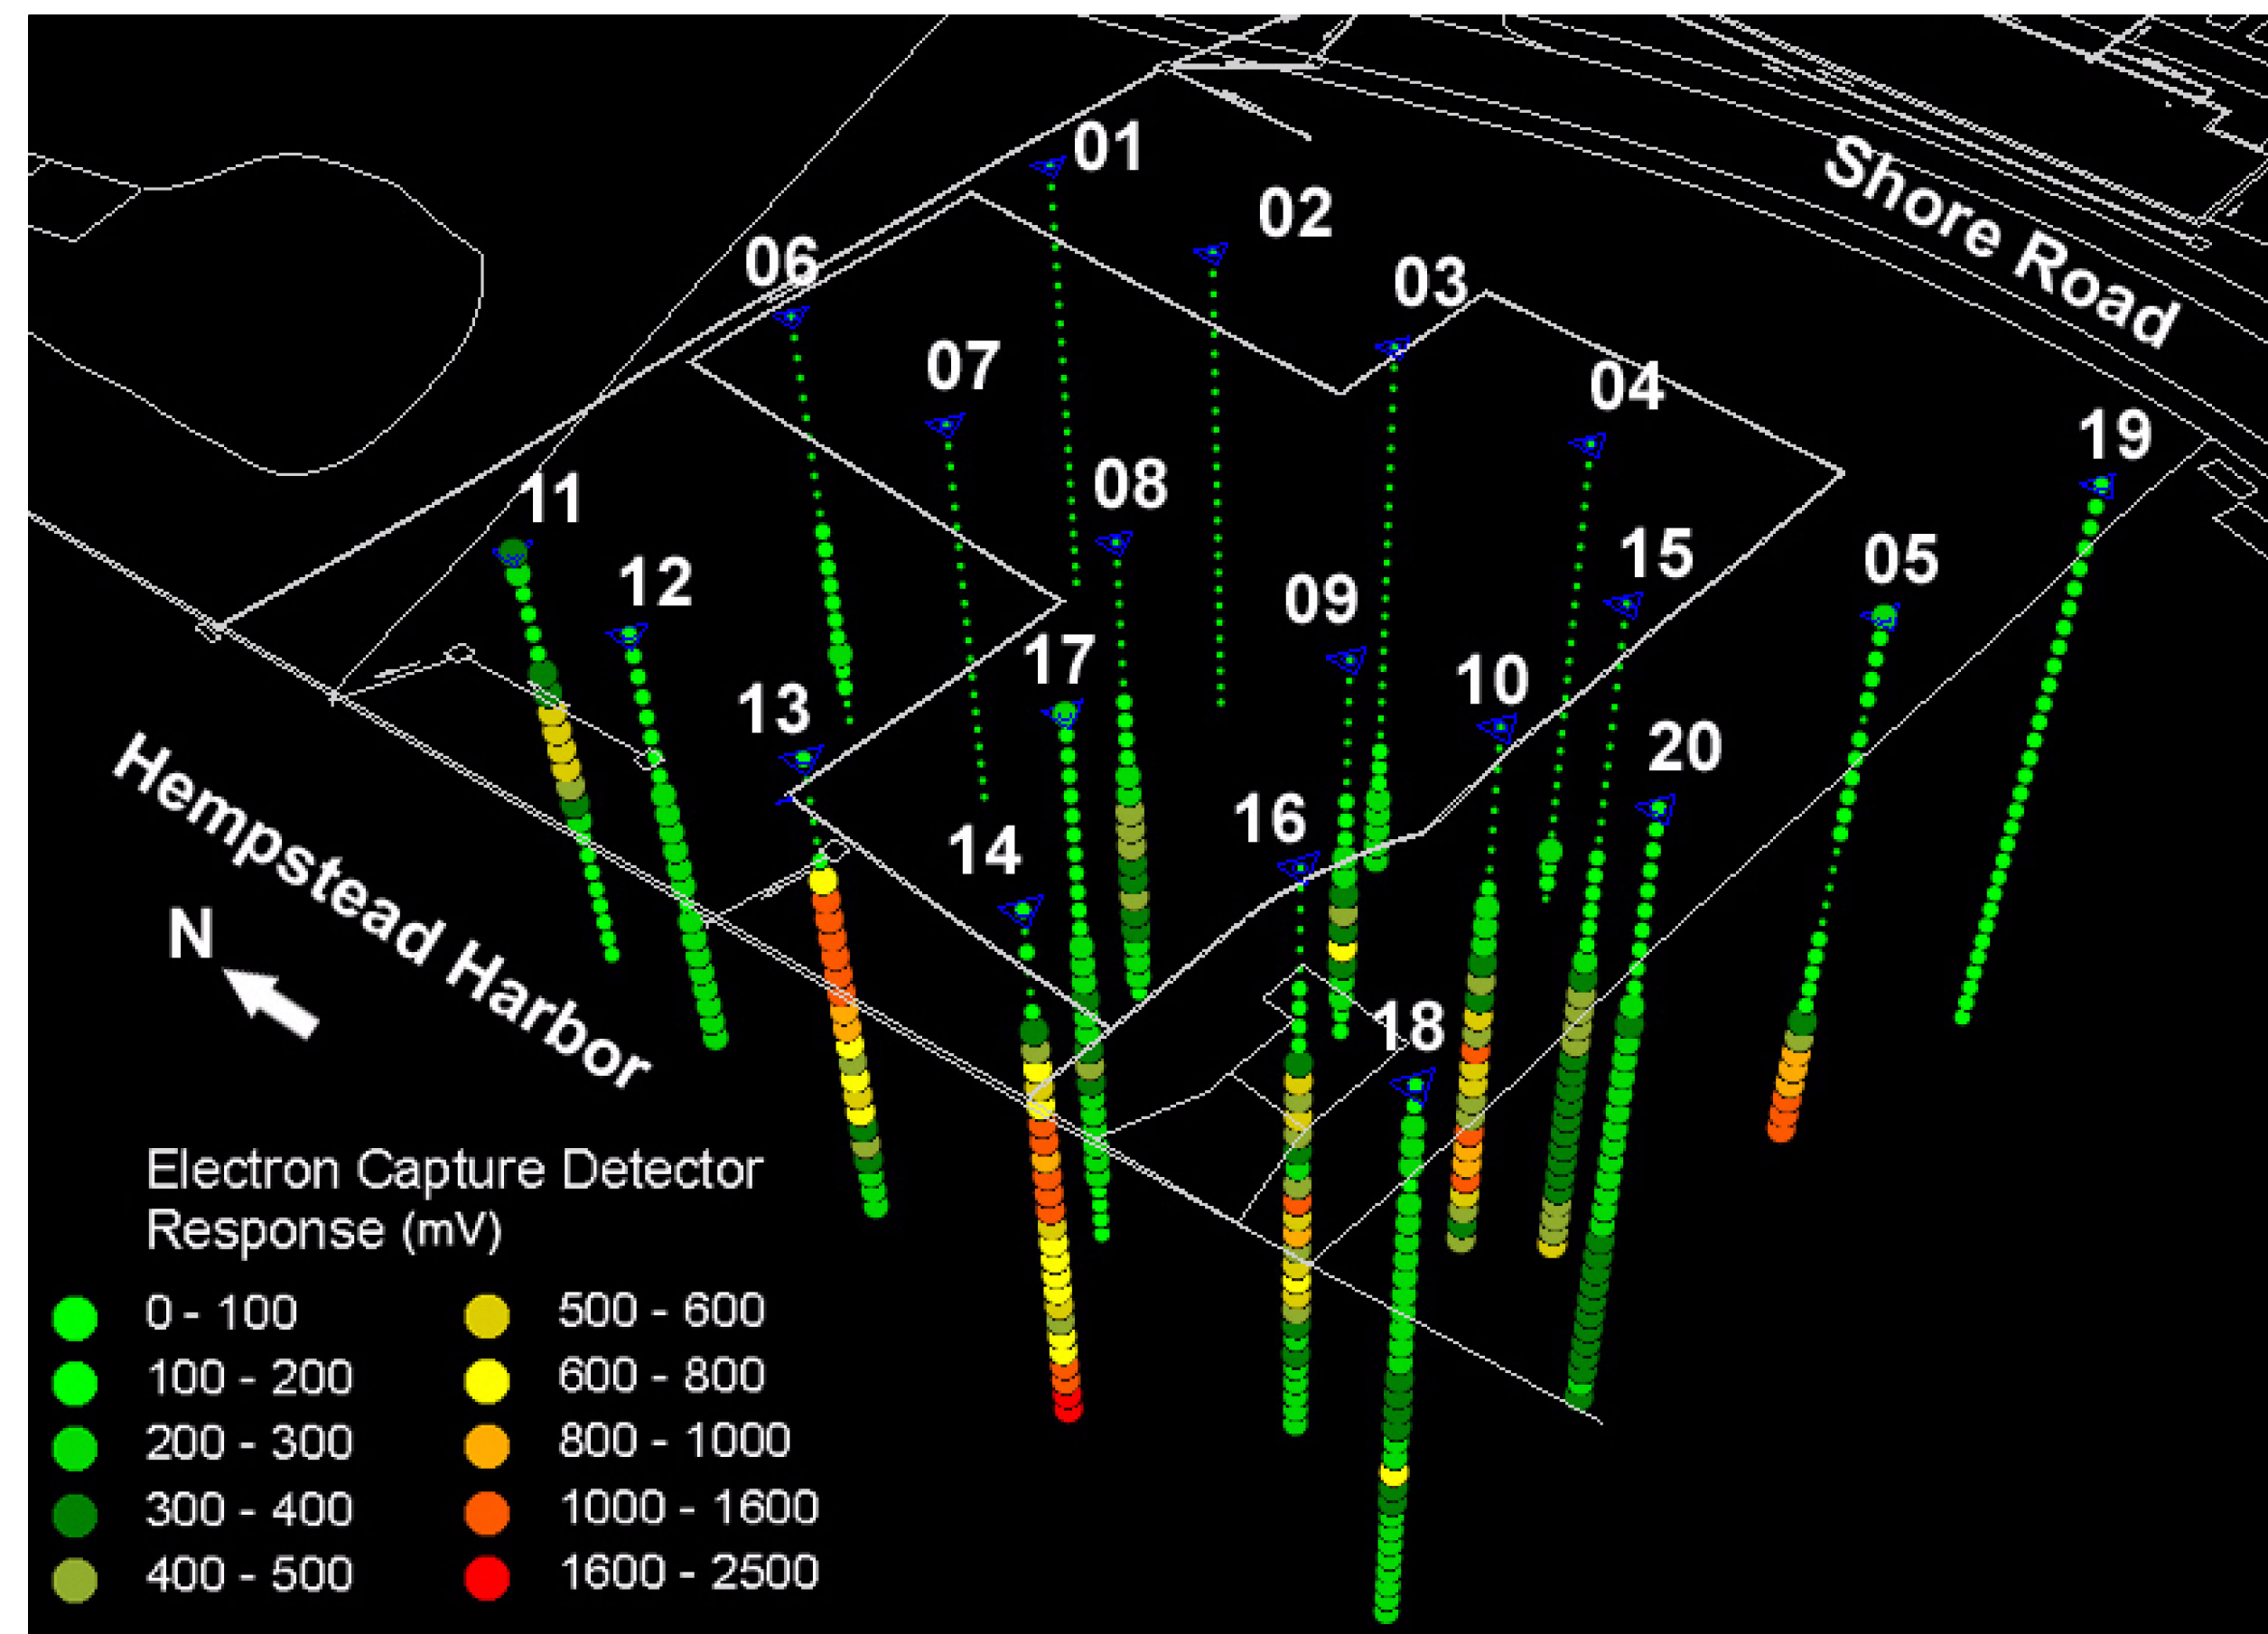 01
02
Shore Road
06
03
07
04
19
08
11
15
05
12
09
17
10
13
20
Hempstead Harbor
16
14
N
18
Electron Capture Detector
Response (mV)
0 - 100
100 - 200
200 - 300
300 - 400
400 - 500
500 - 600
600 - 800
800 - 1000
1000 - 1600
1600 - 2500